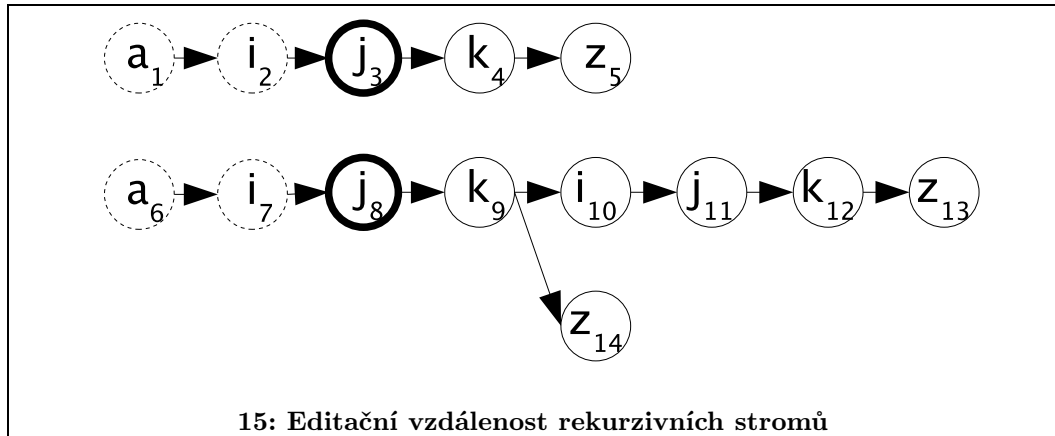 a1 i2 j3 k4 z5
a6 i7 j8 k9 i10 j11 k12 z13
z14
15: Editační vzdálenost rekurzivních stromů